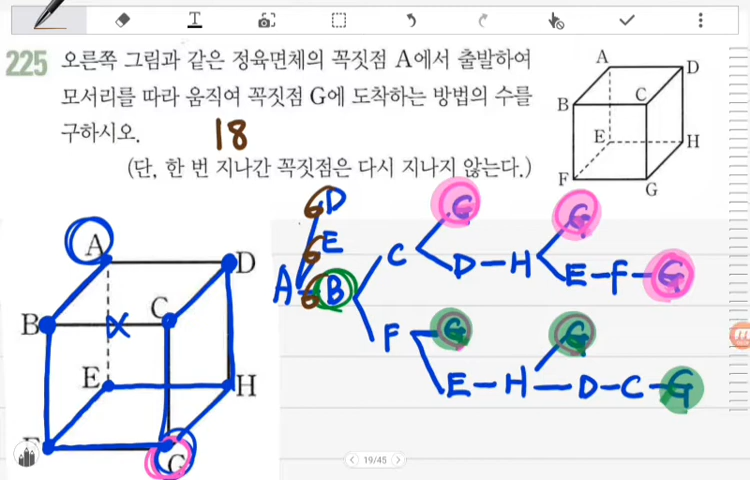 T
225 오른쪽 그림과 같은 정육면체의 꼭짓점 A에서 출발하여
모서리를 따라 움직여 꼭짓점 G에 도착하는 방법의 수를
구하시오. 18
(단, 한 번 지나간 꼭짓점은 다시 지나지 않는다.)
A D
B C
E H
F G
A D
B C
E H
G
D
6
E
6
A 6 B
C G
D-H G
E-F-G
F G
E-H G
D-C-G
19/45